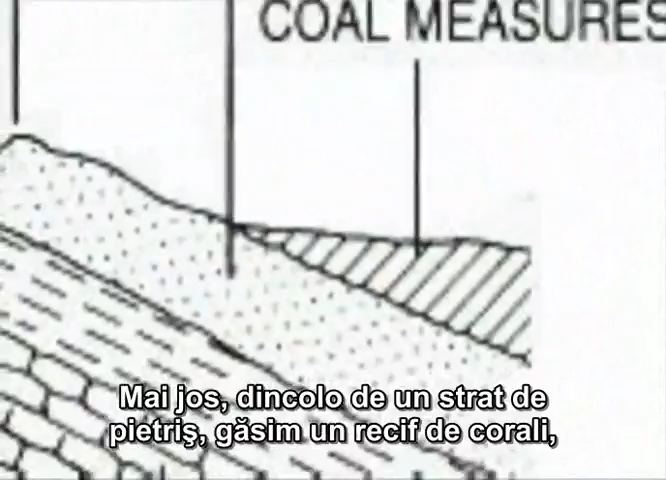 COAL MEASURES
Mai jos, dincolo de un strat de
pietriş, găsim un recif de corali,